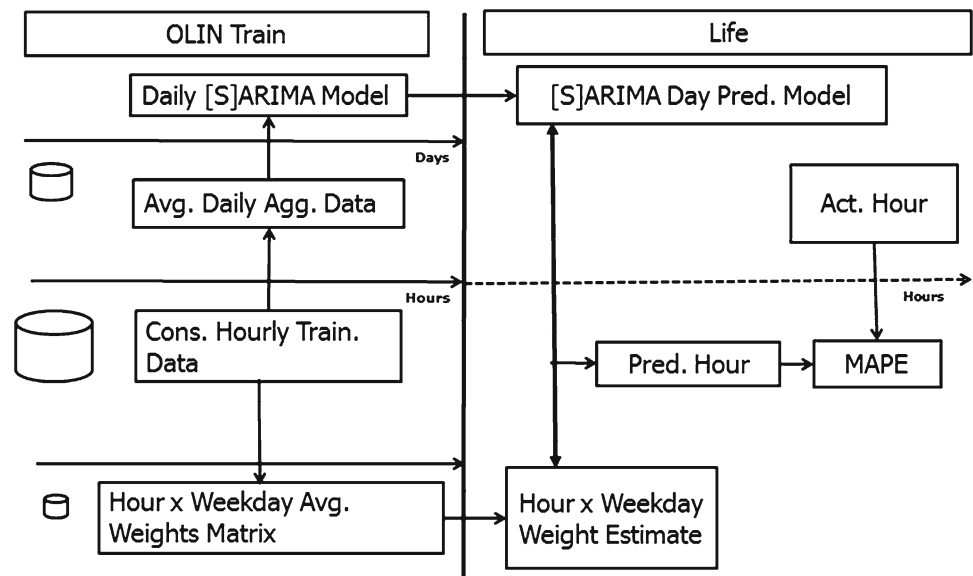 OLIN Train
Life
Daily [S]ARIMA Model
[S]ARIMA Day Pred. Model
Days
Avg. Daily Agg. Data
Act. Hour
Hours
Hours
Cons. Hourly Train.
Data
Pred. Hour
MAPE
Hour x Weekday Avg.
Weights Matrix
Hour x Weekday
Weight Estimate